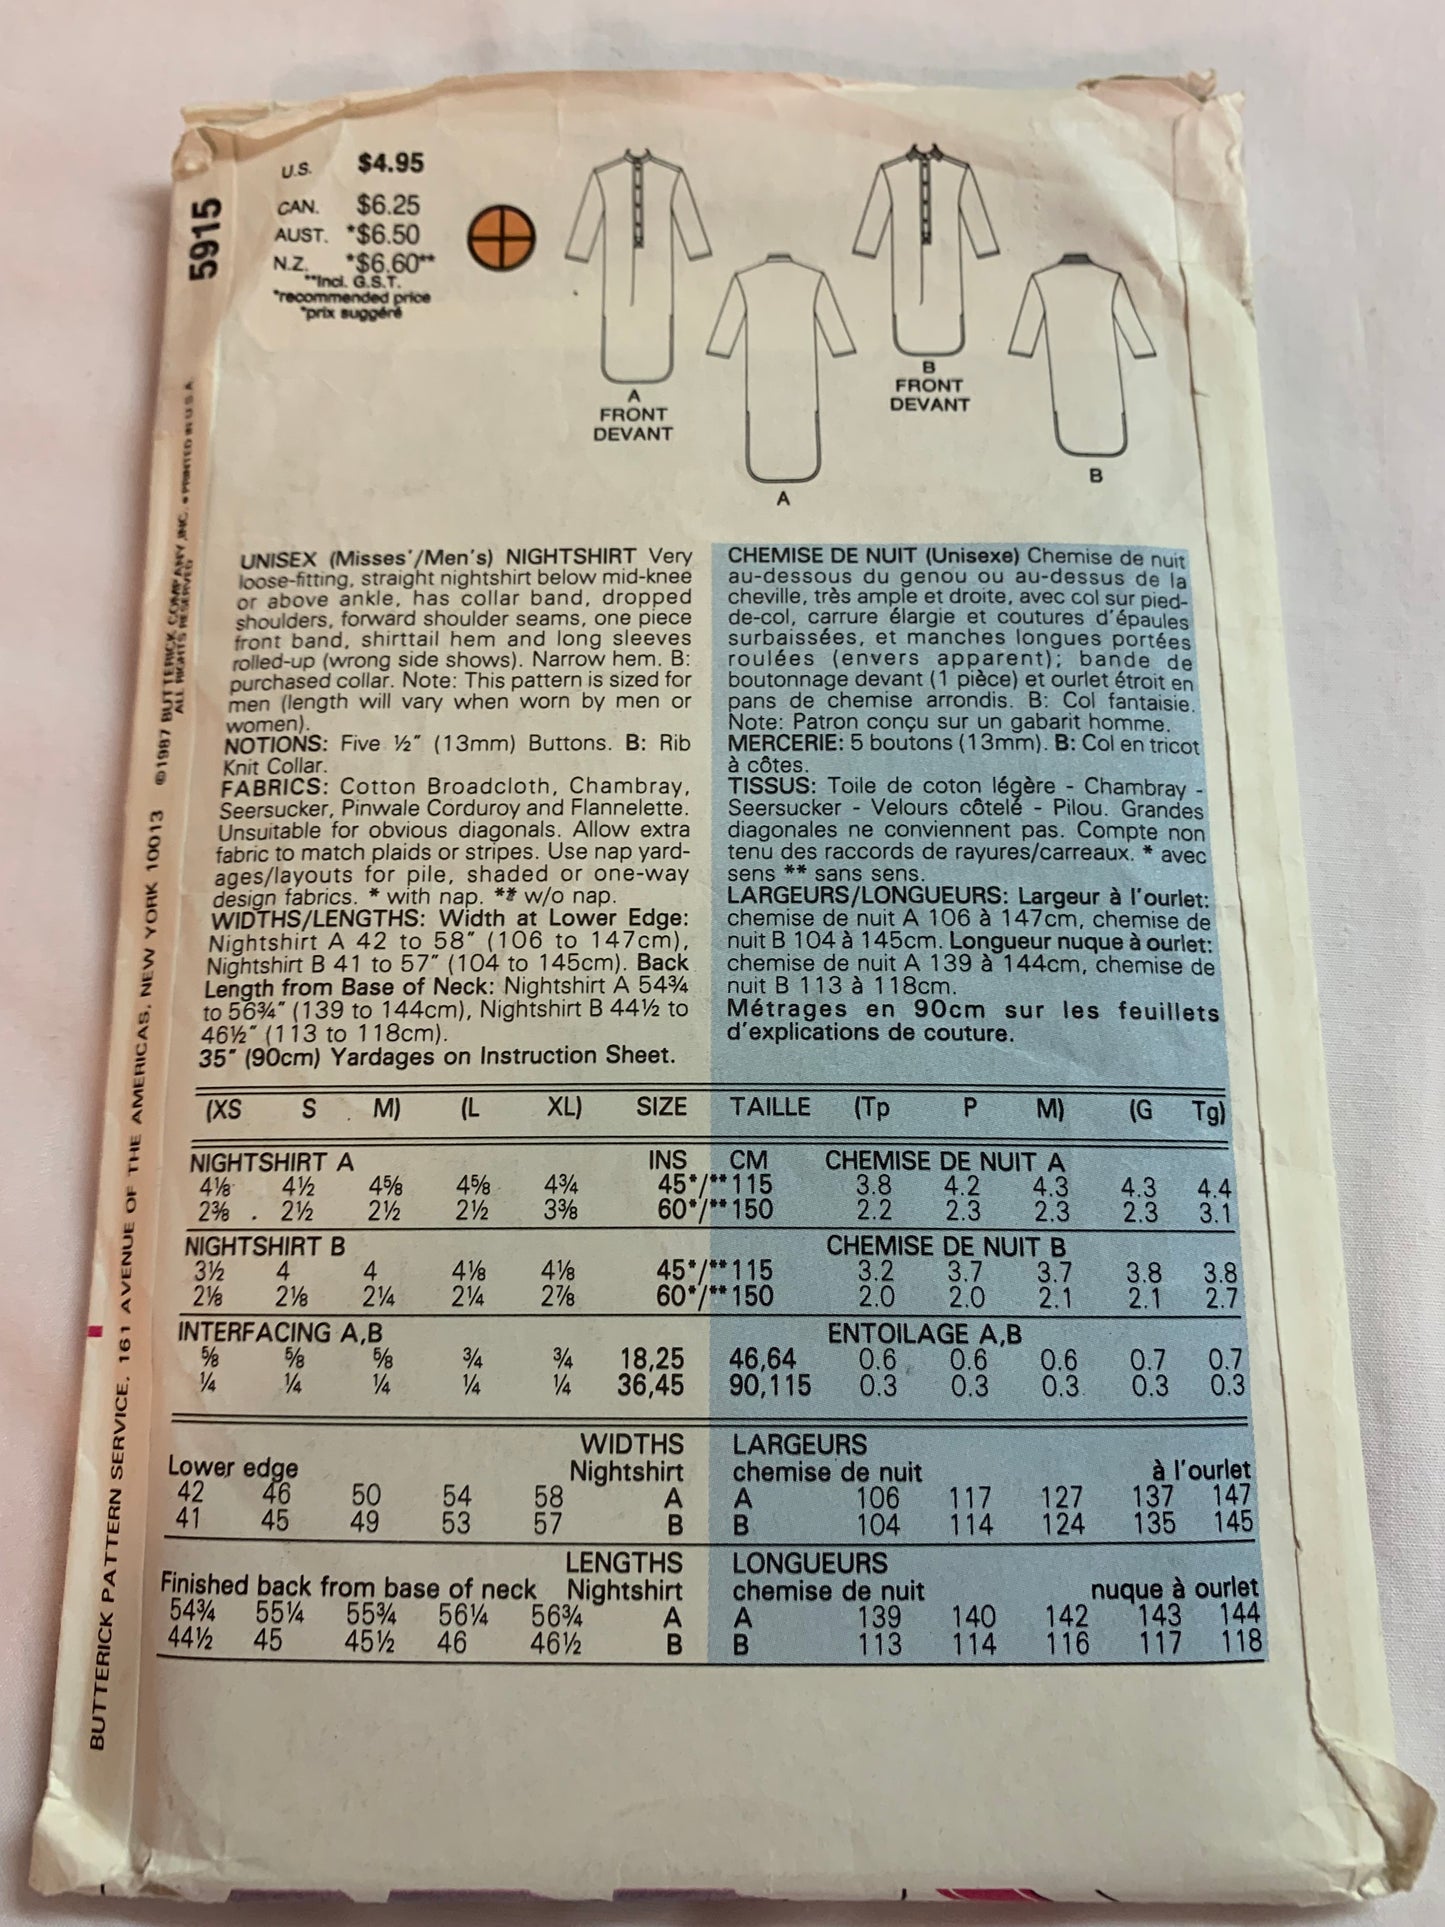 5915
U.S. $4.95
CAN. $6.25
AUST. *$6.50
N.Z. *$6.60**
**Incl. G.S.T.
*recommended price
*prix suggéré
A
FRONT
DEVANT
A
B
FRONT
DEVANT
B
BUTTERICK PATTERN SERVICE, 161 AVENUE OF THE AMERICAS, NEW YORK 10013 ©1987 BUTTERICK COMPANY, INC. • PRINTED IN U.S.A.
ALL RIGHTS RESERVED
UNISEX (Misses'/Men's) NIGHTSHIRT Very
loose-fitting, straight nightshirt below mid-knee
or above ankle, has collar band, dropped
shoulders, forward shoulder seams, one piece
front band, shirttail hem and long sleeves
rolled-up (wrong side shows). Narrow hem. B:
purchased collar. Note: This pattern is sized for
men (length will vary when worn by men or
women).
NOTIONS: Five ½" (13mm) Buttons. B: Rib
Knit Collar.
FABRICS: Cotton Broadcloth, Chambray,
Seersucker, Pinwale Corduroy and Flannelette.
Unsuitable for obvious diagonals. Allow extra
fabric to match plaids or stripes. Use nap yard-
ages/layouts for pile, shaded or one-way
design fabrics. * with nap. ** w/o nap.
WIDTHS/LENGTHS: Width at Lower Edge:
Nightshirt A 42 to 58" (106 to 147cm),
Nightshirt B 41 to 57" (104 to 145cm). Back
Length from Base of Neck: Nightshirt A 54¾
to 56¾" (139 to 144cm), Nightshirt B 44½ to
46½" (113 to 118cm).
35" (90cm) Yardages on Instruction Sheet.
CHEMISE DE NUIT (Unisexe) Chemise de nuit
au-dessous du genou ou au-dessus de la
cheville, très ample et droite, avec col sur pied-
de-col, carrure élargie et coutures d'épaules
surbaissées, et manches longues portées
roulées (envers apparent); bande de
boutonnage devant (1 pièce) et ourlet étroit en
pans de chemise arrondis. B: Col fantaisie.
Note: Patron conçu sur un gabarit homme.
MERCERIE: 5 boutons (13mm). B: Col en tricot
à côtes.
TISSUS: Toile de coton légère - Chambray -
Seersucker - Velours côtelé - Pilou. Grandes
diagonales ne conviennent pas. Compte non
tenu des raccords de rayures/carreaux. * avec
sens ** sans sens.
LARGEURS/LONGUEURS: Largeur à l'ourlet:
chemise de nuit A 106 à 147cm, chemise de
nuit B 104 à 145cm. Longueur nuque à ourlet:
chemise de nuit A 139 à 144cm, chemise de
nuit B 113 à 118cm.
Métrages en 90cm sur les feuillets
d'explications de couture.
(XS S M) (L XL) SIZE TAILLE (Tp P M) (G Tg)
NIGHTSHIRT A INS CM CHEMISE DE NUIT A
4⅛ 4½ 4⅝ 4⅝ 4¾ 45*/**115 3.8 4.2 4.3 4.3 4.4
2⅜ 2½ 2½ 2½ 3⅜ 60*/**150 2.2 2.3 2.3 2.3 3.1
NIGHTSHIRT B CHEMISE DE NUIT B
3½ 4 4 4⅛ 4⅛ 45*/**115 3.2 3.7 3.7 3.8 3.8
2⅛ 2⅛ 2¼ 2¼ 2⅞ 60*/**150 2.0 2.0 2.1 2.1 2.7
INTERFACING A,B ENTOILAGE A,B
⅝ ⅝ ⅝ ¾ ¾ 18,25 46,64 0.6 0.6 0.6 0.7 0.7
¼ ¼ ¼ ¼ ¼ 36,45 90,115 0.3 0.3 0.3 0.3 0.3
WIDTHS LARGEURS
Lower edge Nightshirt chemise de nuit à l'ourlet
42 46 50 54 58 A A 106 117 127 137 147
41 45 49 53 57 B B 104 114 124 135 145
LENGTHS LONGUEURS
Finished back from base of neck Nightshirt chemise de nuit nuque à ourlet
54¾ 55¼ 55¾ 56¼ 56¾ A A 139 140 142 143 144
44½ 45 45½ 46 46½ B B 113 114 116 117 118